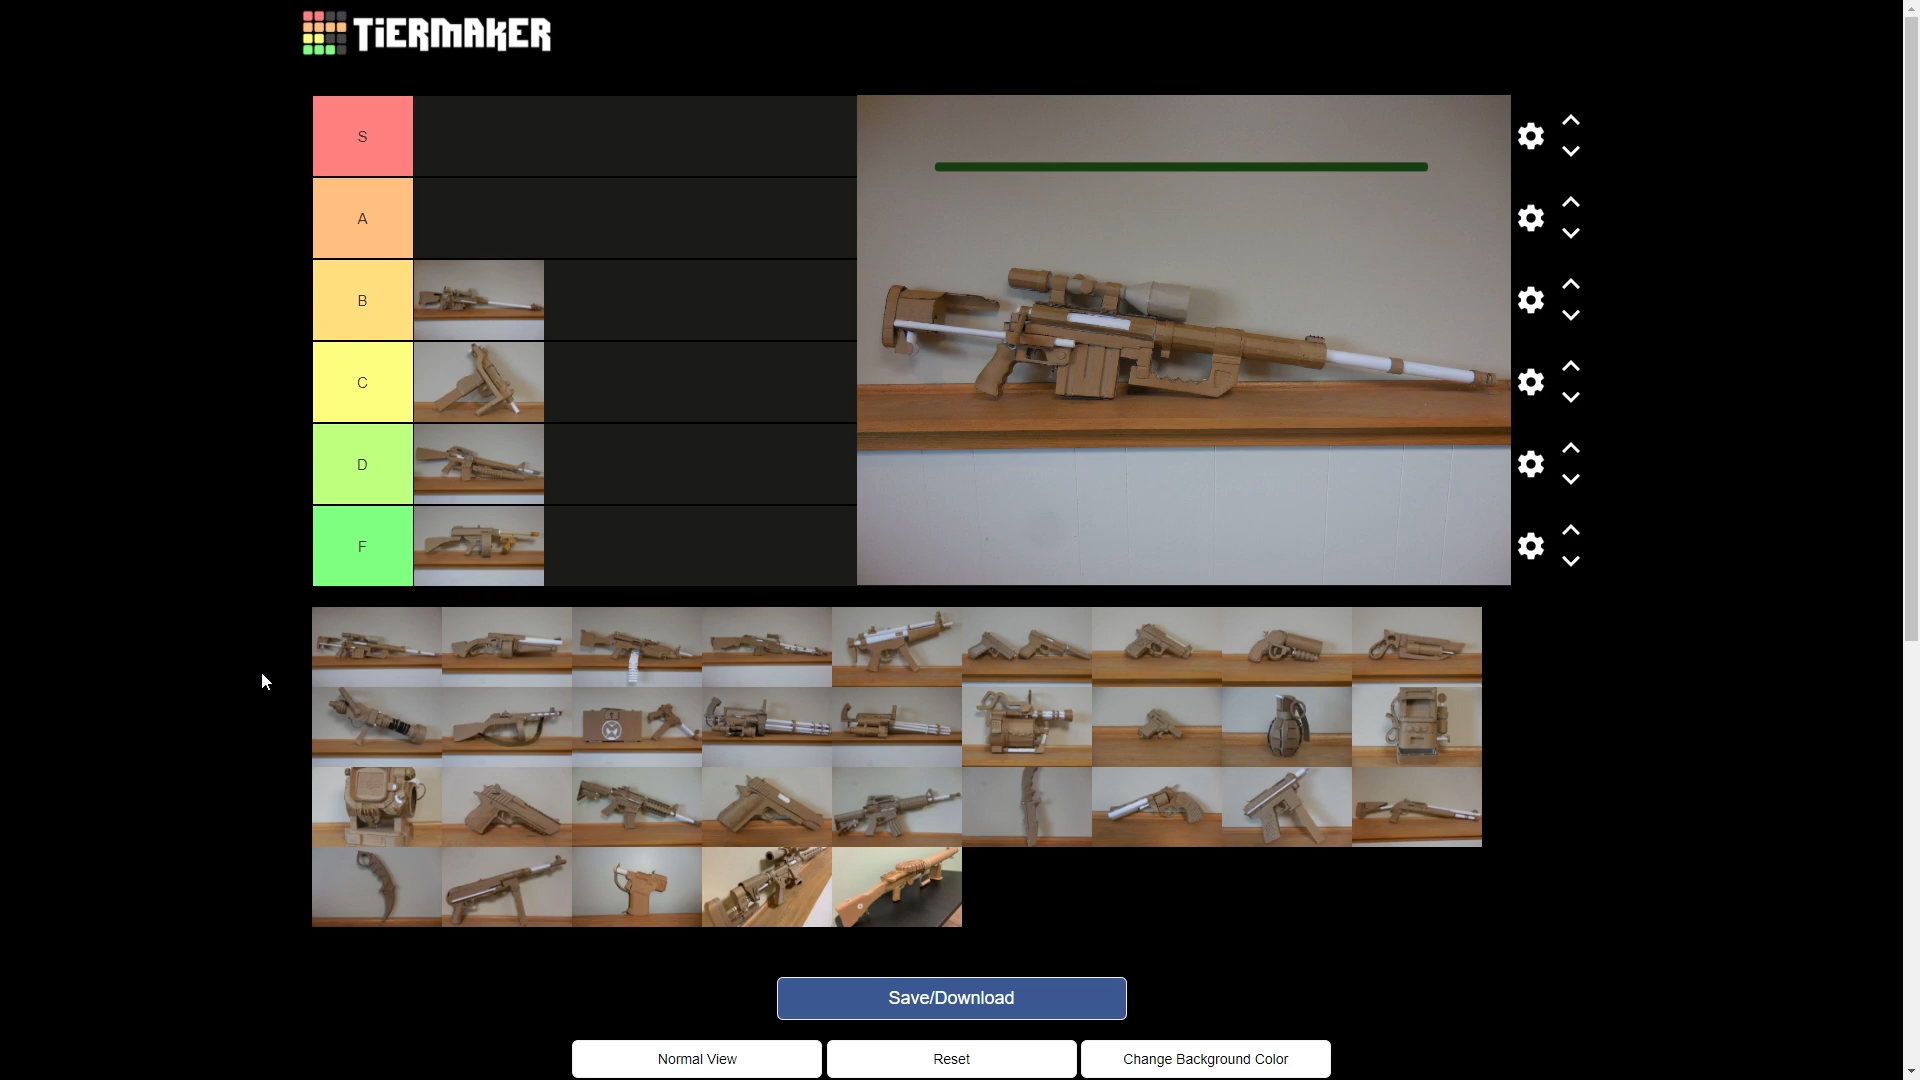 TiERMAKER
S
A
B
C
D
F
Save/Download
Normal View
Reset
Change Background Color